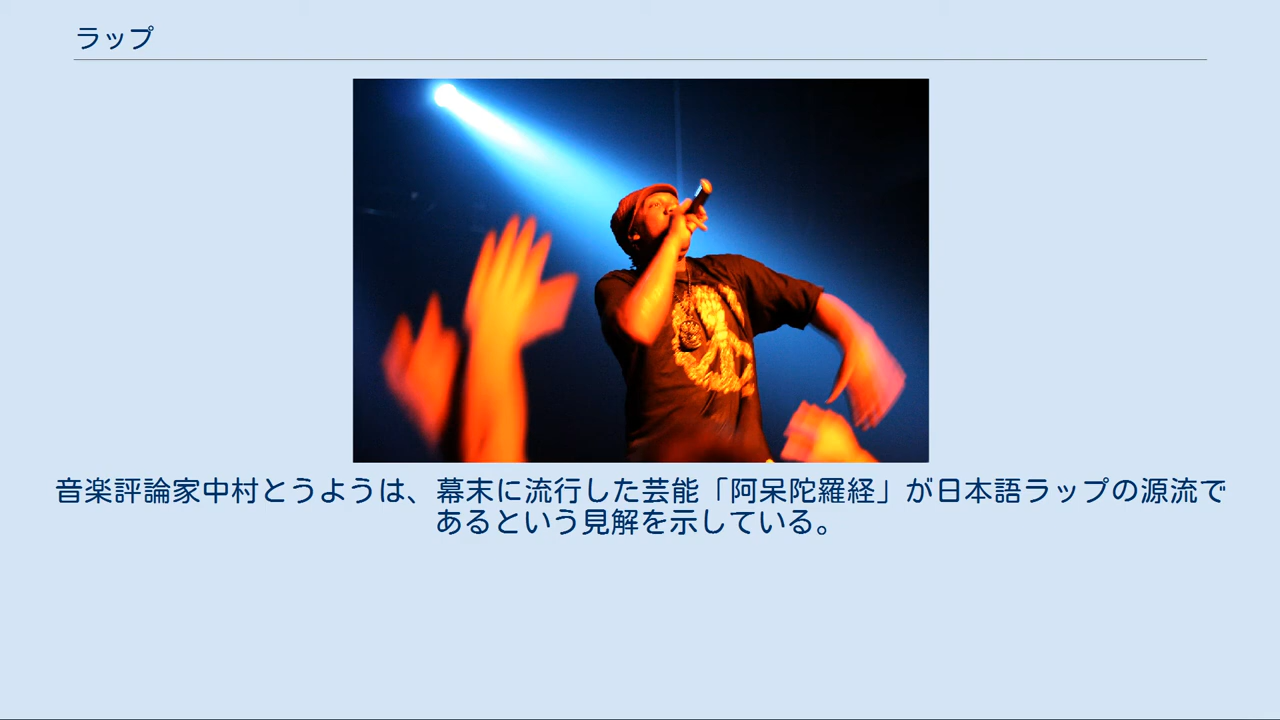 ラップ
音楽評論家中村とうようは、幕末に流行した芸能「阿呆陀羅経」が日本語ラップの源流で
あるという見解を示している。